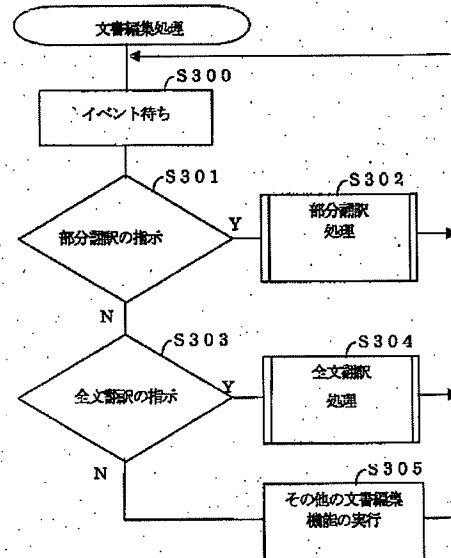 文書編集処理
S300
イベント待ち
S301
部分翻訳の指示
Y
S302
部分翻訳
処理
N
S303
全文翻訳の指示
Y
S304
全文翻訳
処理
N
S305
その他の文書編集
機能の実行